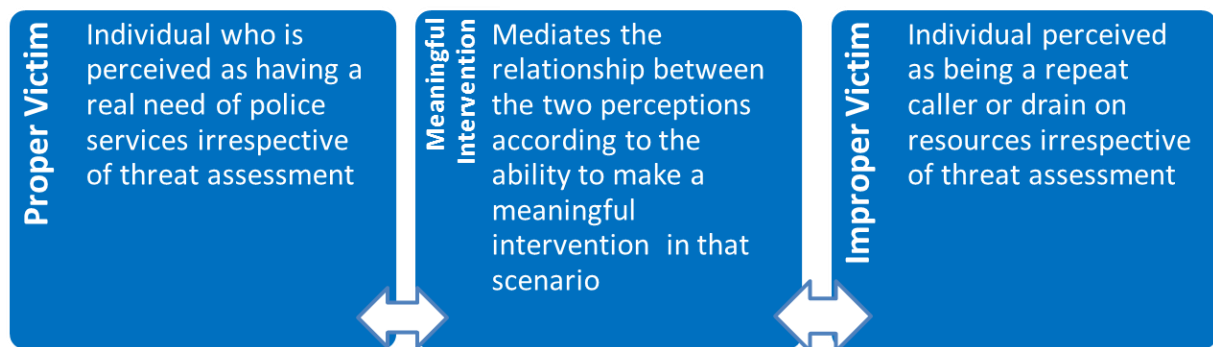 Proper Victim
Individual who is
perceived as having a
real need of police
services irrespective
of threat assessment
Meaningful
Intervention
Mediates the
relationship between
the two perceptions
according to the
ability to make a
meaningful
intervention in that
scenario
Improper Victim
Individual perceived
as being a repeat
caller or drain on
resources irrespective
of threat assessment